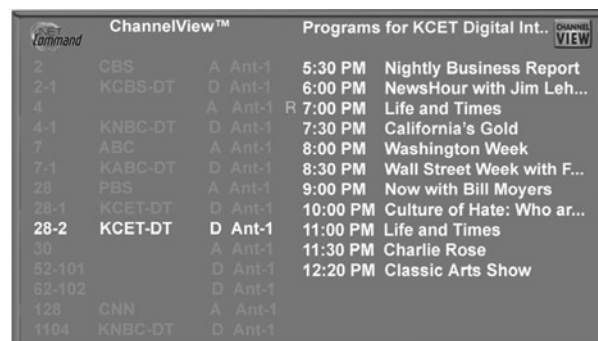 NET Command
ChannelView™
Programs for KCET Digital Int..
CHANNEL VIEW
2 CBS A Ant-1
2-1 KCBS-DT D Ant-1
4 A Ant-1 R
4-1 KNBC-DT D Ant-1
7 ABC A Ant-1
7-1 KABC-DT D Ant-1
28 PBS A Ant-1
28-1 KCET-DT D Ant-1
28-2 KCET-DT D Ant-1
30 A Ant-1
52-101 D Ant-1
62-102 D Ant-1
128 CNN A Ant-1
1104 KNBC-DT D Ant-1
5:30 PM Nightly Business Report
6:00 PM NewsHour with Jim Leh...
7:00 PM Life and Times
7:30 PM California's Gold
8:00 PM Washington Week
8:30 PM Wall Street Week with F...
9:00 PM Now with Bill Moyers
10:00 PM Culture of Hate: Who ar...
11:00 PM Life and Times
11:30 PM Charlie Rose
12:20 PM Classic Arts Show